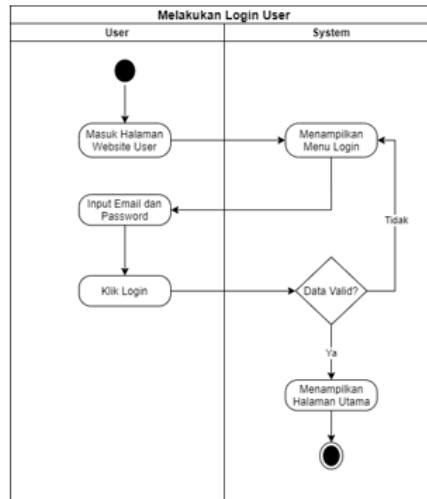 Melakukan Login User
User
System
Masuk Halaman
Website User
Menampilkan
Menu Login
Input Email dan
Password
Tidak
Klik Login
Data Valid?
Ya
Menampilkan
Halaman Utama